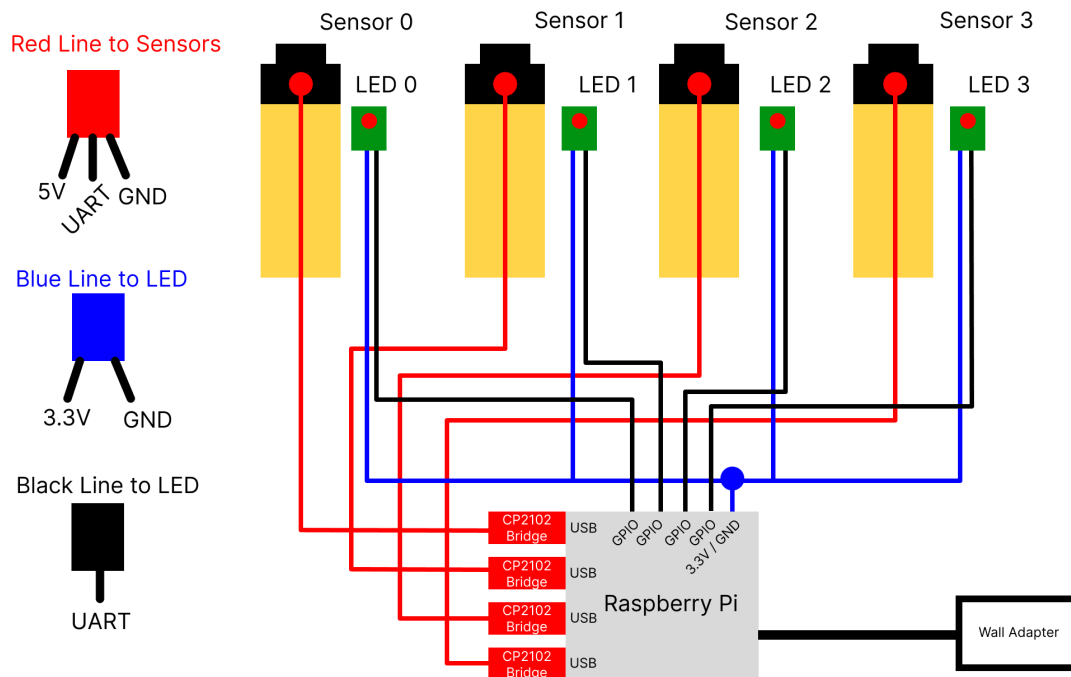 Sensor 0
Sensor 1
Sensor 2
Sensor 3
Red Line to Sensors
LED 0
LED 1
LED 2
LED 3
5V
UART
GND
Blue Line to LED
3.3V
GND
Black Line to LED
UART
CP2102
Bridge
USB
CP2102
Bridge
USB
CP2102
Bridge
USB
CP2102
Bridge
USB
GPIO
GPIO
GPIO
GPIO
3.3V / GND
Raspberry Pi
Wall Adapter